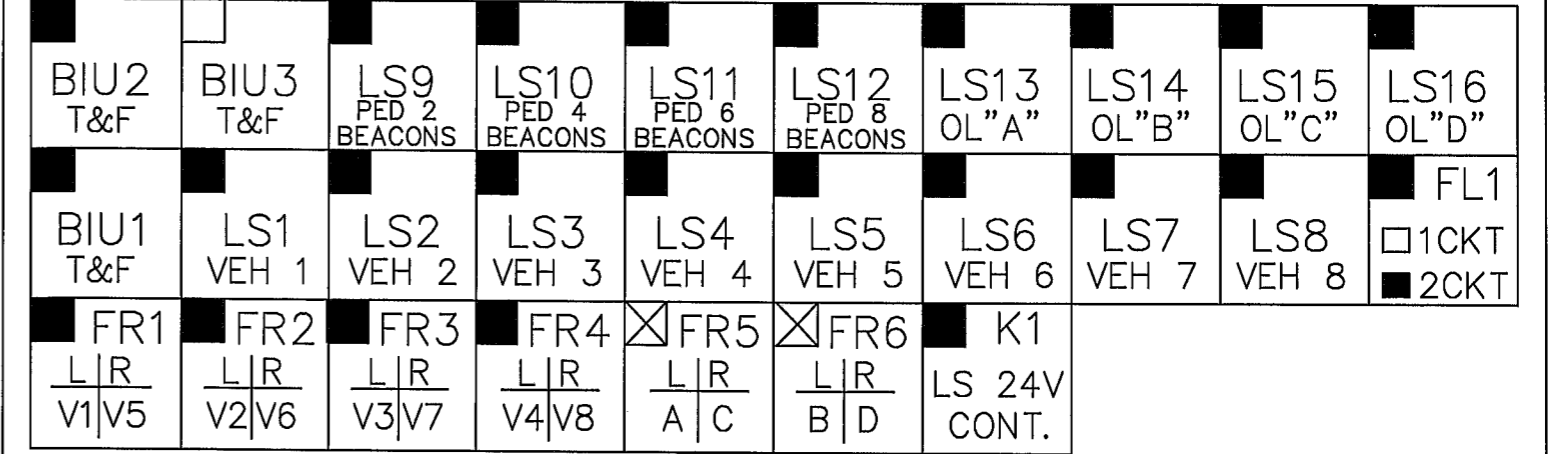 BIU2
T&F
BIU3
T&F
LS9
PED 2
BEACONS
LS10
PED 4
BEACONS
LS11
PED 6
BEACONS
LS12
PED 8
BEACONS
LS13
OL"A"
LS14
OL"B"
LS15
OL"C"
LS16
OL"D"
BIU1
T&F
LS1
VEH 1
LS2
VEH 2
LS3
VEH 3
LS4
VEH 4
LS5
VEH 5
LS6
VEH 6
LS7
VEH 7
LS8
VEH 8
FL1
1CKT
2CKT
FR1
L R
V1 V5
FR2
L R
V2 V6
FR3
L R
V3 V7
FR4
L R
V4 V8
FR5
L R
A C
FR6
L R
B D
K1
LS 24V
CONT.